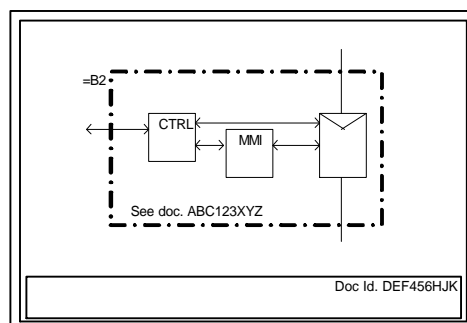 =B2
CTRL
MMI
See doc. ABC123XYZ
Doc Id. DEF456HJK